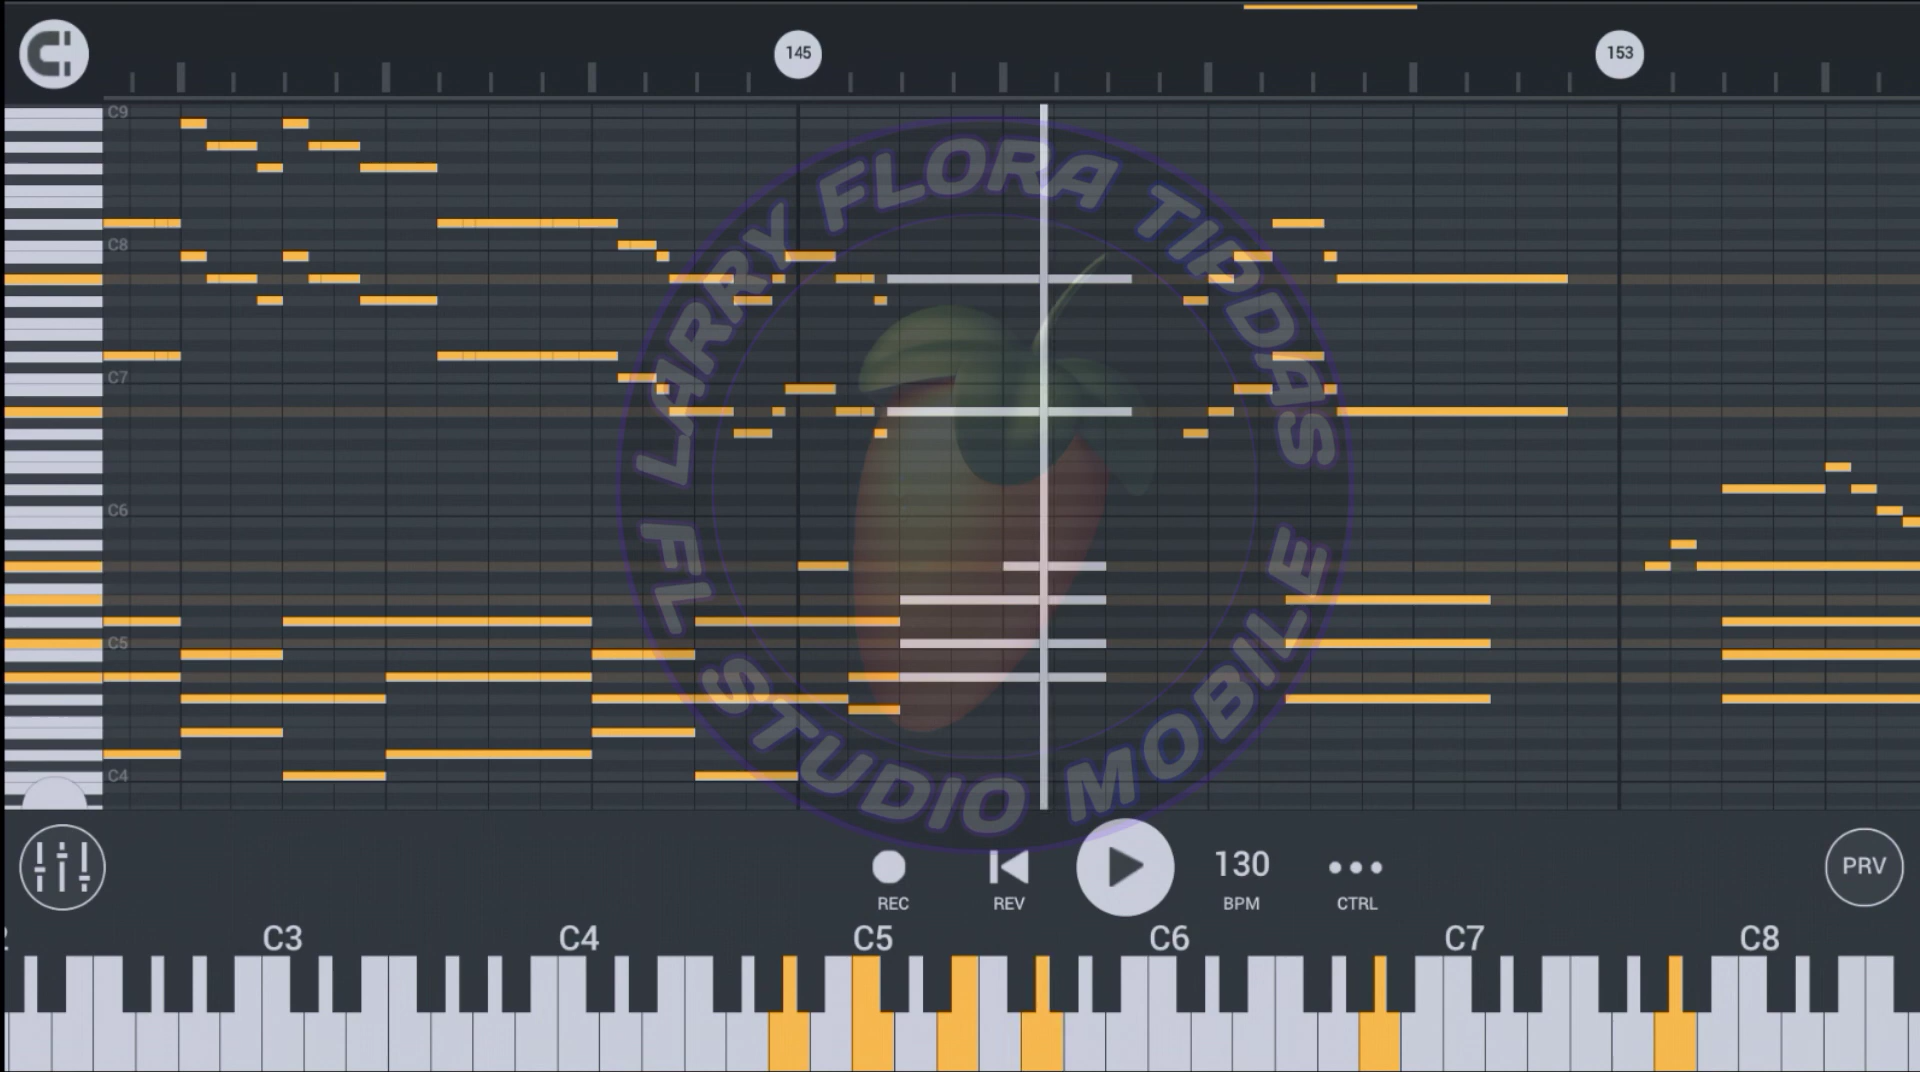 145
153
C9
C8
C7
C6
C5
C4
LARRY FLORA TIPDAS
FL STUDIO MOBILE
REC
REV
130
BPM
CTRL
PRV
C3
C4
C5
C6
C7
C8